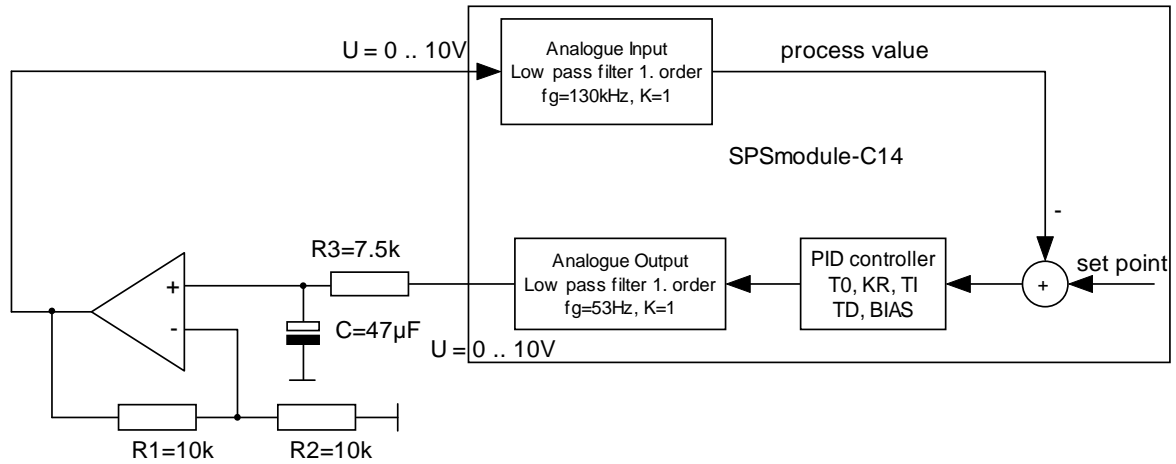 U = 0 .. 10V
Analogue Input
Low pass filter 1. order
fg=130kHz, K=1
process value
SPSmodule-C14
-
R3=7.5k
Analogue Output
Low pass filter 1. order
fg=53Hz, K=1
PID controller
T0, KR, TI
TD, BIAS
set point
+
+
-
C=47µF
U = 0 .. 10V
R1=10k
R2=10k